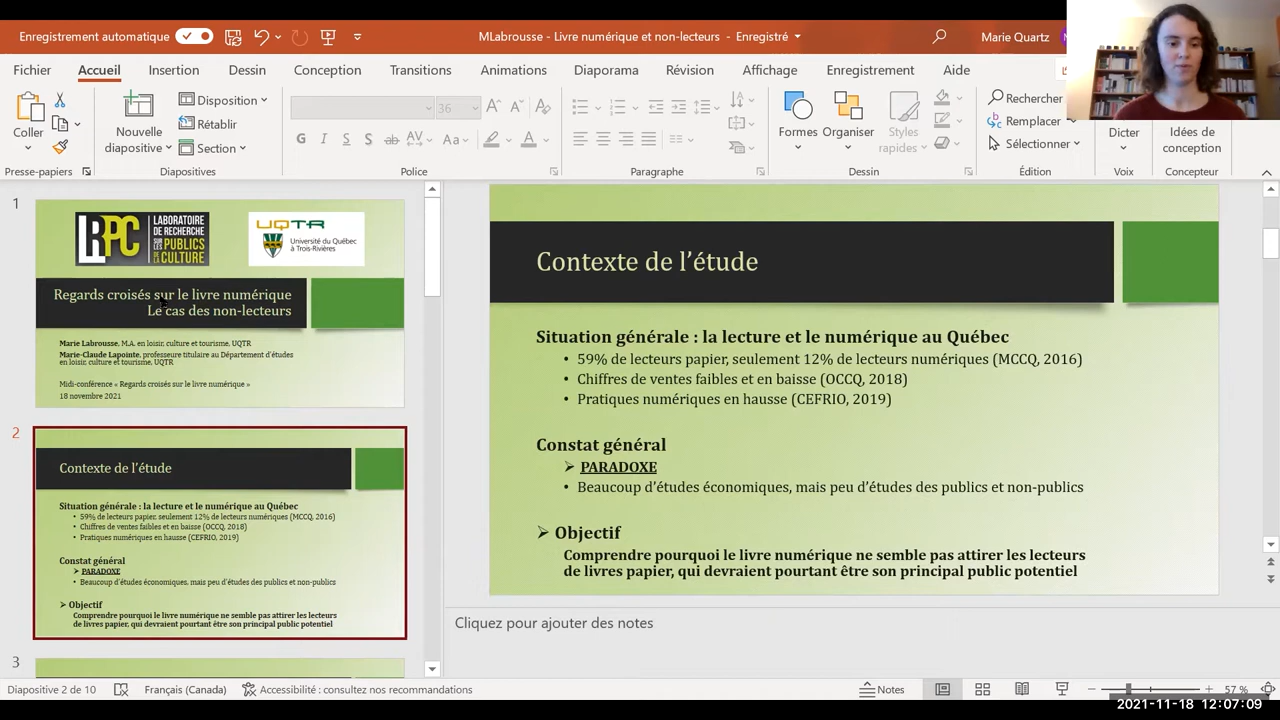 Enregistrement automatique
MLabrousse - Livre numérique et non-lecteurs - Enregistré
Marie Quartz
Fichier Accueil Insertion Dessin Conception Transitions Animations Diaporama Révision Affichage Enregistrement Aide
Coller
Nouvelle diapositive
Disposition
Rétablir
Section
36
G I S S ab AV Aa A
Formes
Organiser
Styles rapides
Rechercher
Remplacer
Sélectionner
Dicter
Idées de conception
Presse-papiers Diapositives Police Paragraphe Dessin Édition Voix Concepteur
1
RPC LABORATOIRE DE RECHERCHE SUR LES PUBLICS DE LA CULTURE
UQTR
Université du Québec
à Trois-Rivières
Regards croisés sur le livre numérique
Le cas des non-lecteurs
Marie Labrousse, M.A. en loisir, culture et tourisme, UQTR
Marie-Claude Lapointe, professeure titulaire au Département d'études
en loisir, culture et tourisme, UQTR
Midi-conférence « Regards croisés sur le livre numérique »
18 novembre 2021
2
Contexte de l'étude
Situation générale : la lecture et le numérique au Québec
• 59% de lecteurs papier, seulement 12% de lecteurs numériques (MCCQ, 2016)
• Chiffres de ventes faibles et en baisse (OCCQ, 2018)
• Pratiques numériques en hausse (CEFRIO, 2019)
Constat général
➢ PARADOXE
• Beaucoup d'études économiques, mais peu d'études des publics et non-publics
➢ Objectif
Comprendre pourquoi le livre numérique ne semble pas attirer les lecteurs
de livres papier, qui devraient pourtant être son principal public potentiel
3
Contexte de l'étude
Situation générale : la lecture et le numérique au Québec
• 59% de lecteurs papier, seulement 12% de lecteurs numériques (MCCQ, 2016)
• Chiffres de ventes faibles et en baisse (OCCQ, 2018)
• Pratiques numériques en hausse (CEFRIO, 2019)
Constat général
➢ PARADOXE
• Beaucoup d'études économiques, mais peu d'études des publics et non-publics
➢ Objectif
Comprendre pourquoi le livre numérique ne semble pas attirer les lecteurs
de livres papier, qui devraient pourtant être son principal public potentiel
Cliquez pour ajouter des notes
Diapositive 2 de 10 Français (Canada) Accessibilité : consultez nos recommandations Notes 57 %
2021-11-18 12:07:09